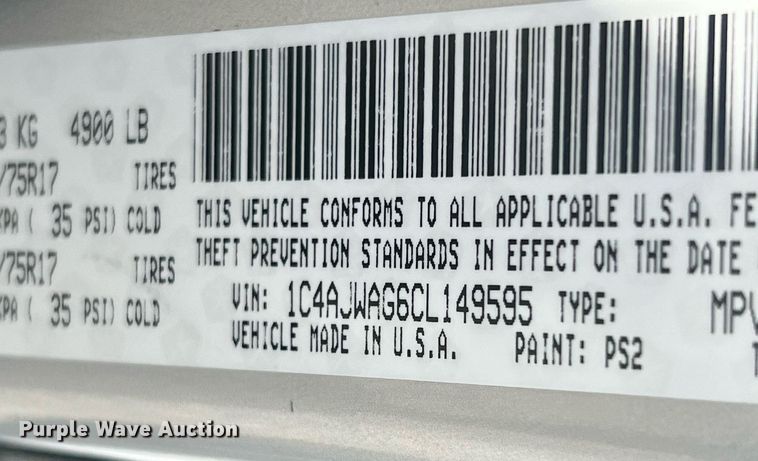 3 KG 4900 LB
/75R17 TIRES
KPA ( 35 PSI) COLD
/75R17 TIRES
KPA ( 35 PSI) COLD
THIS VEHICLE CONFORMS TO ALL APPLICABLE U.S.A. FE
THEFT PREVENTION STANDARDS IN EFFECT ON THE DATE
VIN: 1C4AJWAG6CL149595 TYPE: MPV
VEHICLE MADE IN U.S.A. PAINT: PS2
Purple Wave Auction